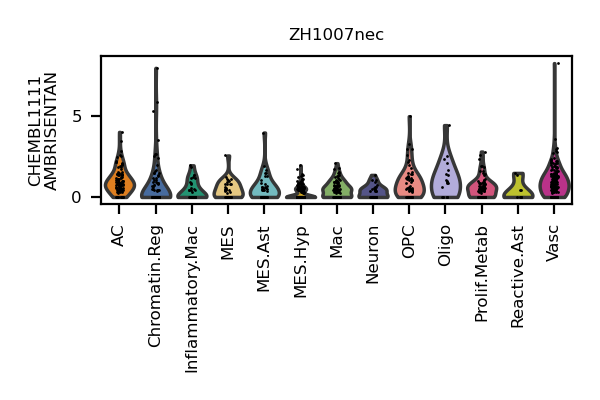 ZH1007nec
CHEMBL1111
AMBRISENTAN
5
0
AC
Chromatin.Reg
Inflammatory.Mac
MES
MES.Ast
MES.Hyp
Mac
Neuron
OPC
Oligo
Prolif.Metab
Reactive.Ast
Vasc